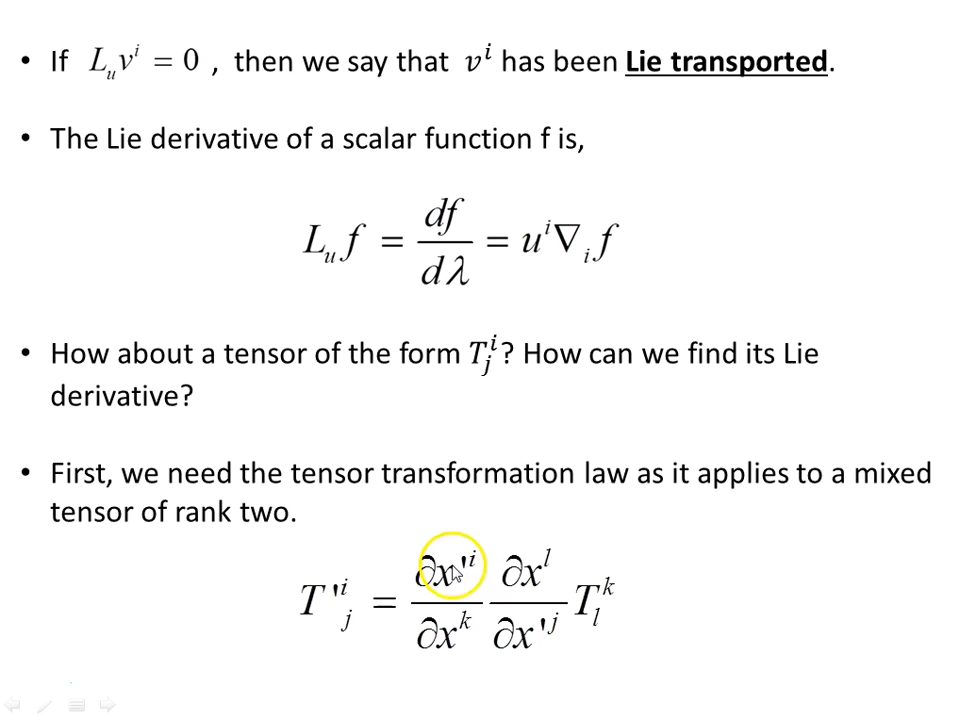 • If L_u v^i = 0 , then we say that v^i has been Lie transported.
• The Lie derivative of a scalar function f is,
L_u f = df/dλ = u^i ∇_i f
• How about a tensor of the form T^i_j? How can we find its Lie
derivative?
• First, we need the tensor transformation law as it applies to a mixed
tensor of rank two.
T'^i_j = ∂x'^i/∂x^k ∂x^l/∂x'^j T^k_l